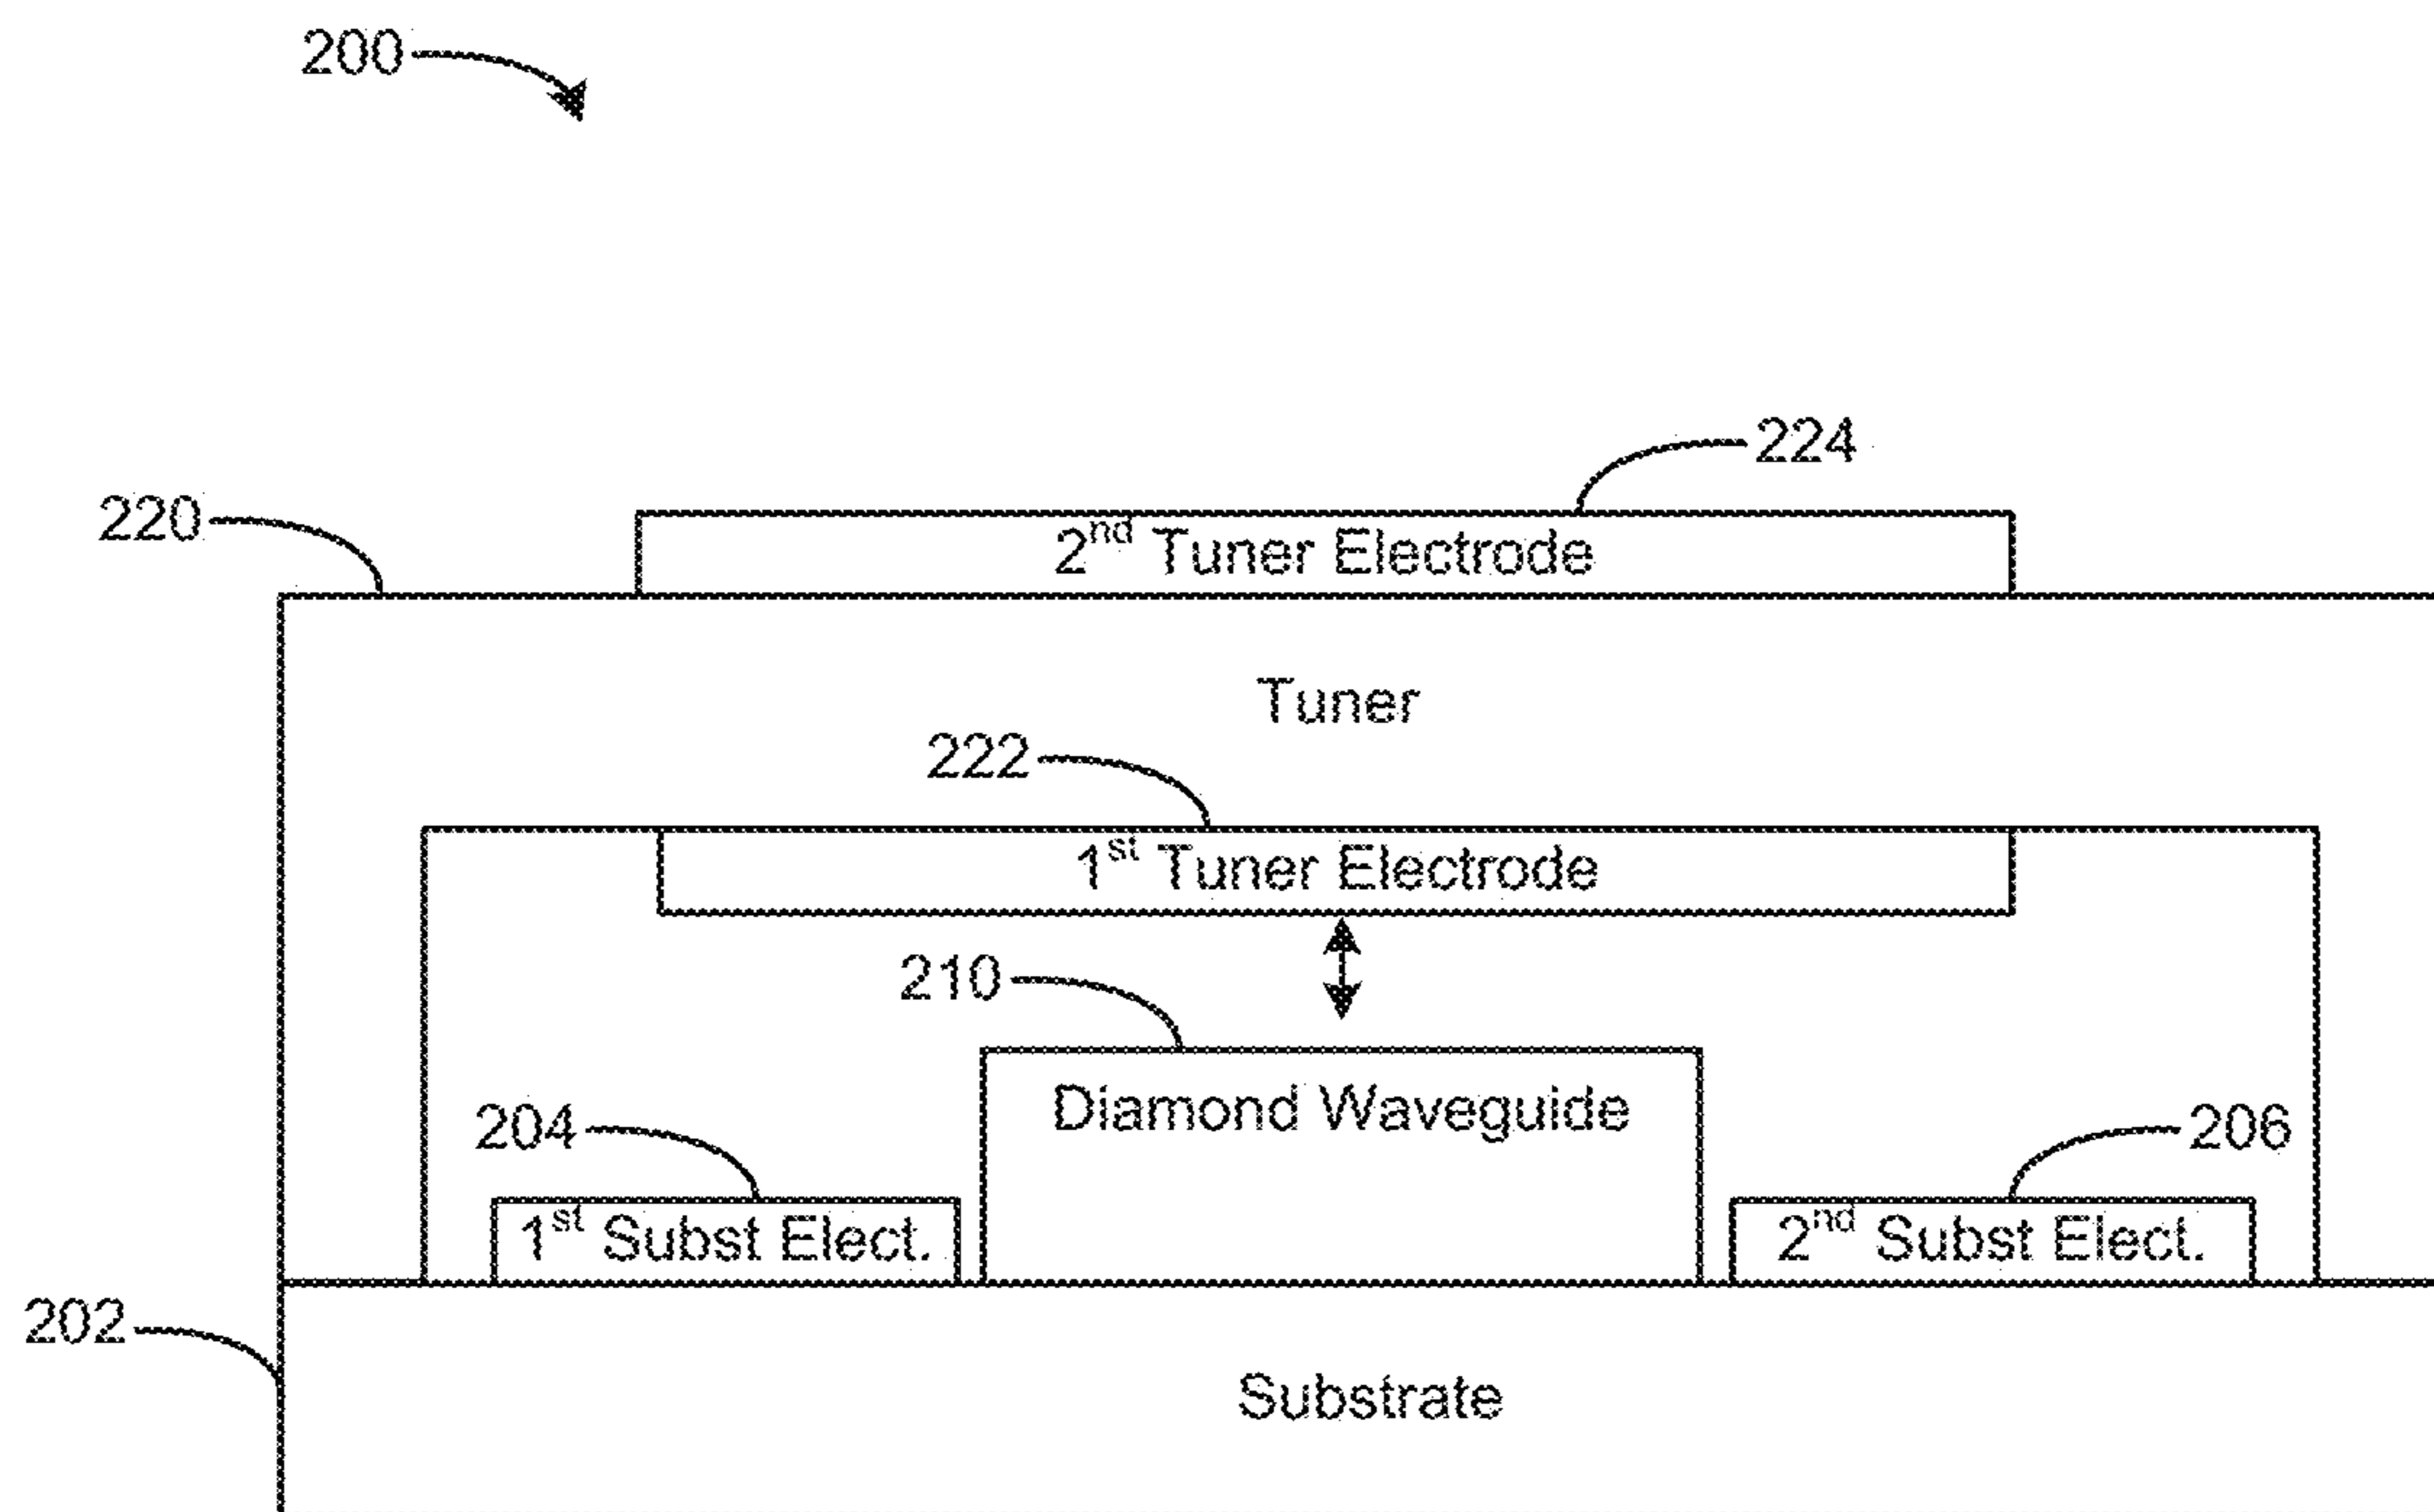 200
224
220
2nd Tuner Electrode
Tuner
222
1st Tuner Electrode
210
Diamond Waveguide
204
206
1st Subst Elect.
2nd Subst Elect.
202
Substrate